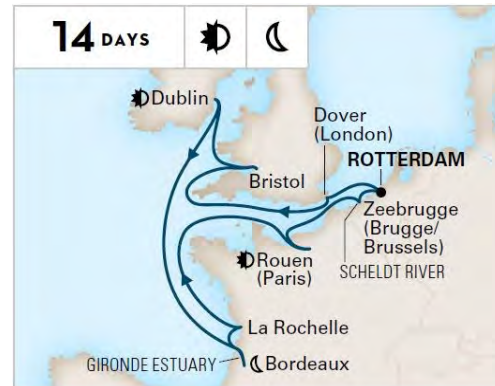 14 DAYS
Dublin
Dover
(London)
ROTTERDAM
Bristol
Zeebrugge
(Brugge/
Brussels)
Rouen
(Paris)
SCHELDT RIVER
La Rochelle
GIRONDE ESTUARY
Bordeaux